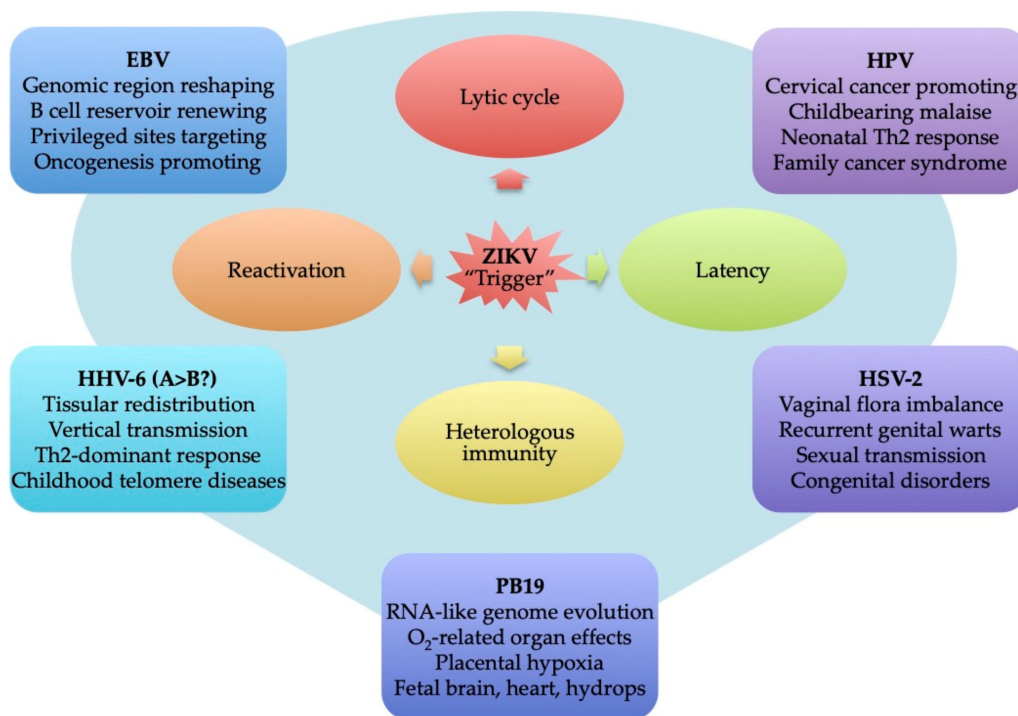 EBV
Genomic region reshaping
B cell reservoir renewing
Privileged sites targeting
Oncogenesis promoting
Lytic cycle
HPV
Cervical cancer promoting
Childbearing malaise
Neonatal Th2 response
Family cancer syndrome
Reactivation
ZIKV
“Trigger”
Latency
HHV-6 (A>B?)
Tissular redistribution
Vertical transmission
Th2-dominant response
Childhood telomere diseases
Heterologous
immunity
HSV-2
Vaginal flora imbalance
Recurrent genital warts
Sexual transmission
Congenital disorders
PB19
RNA-like genome evolution
O₂-related organ effects
Placental hypoxia
Fetal brain, heart, hydrops